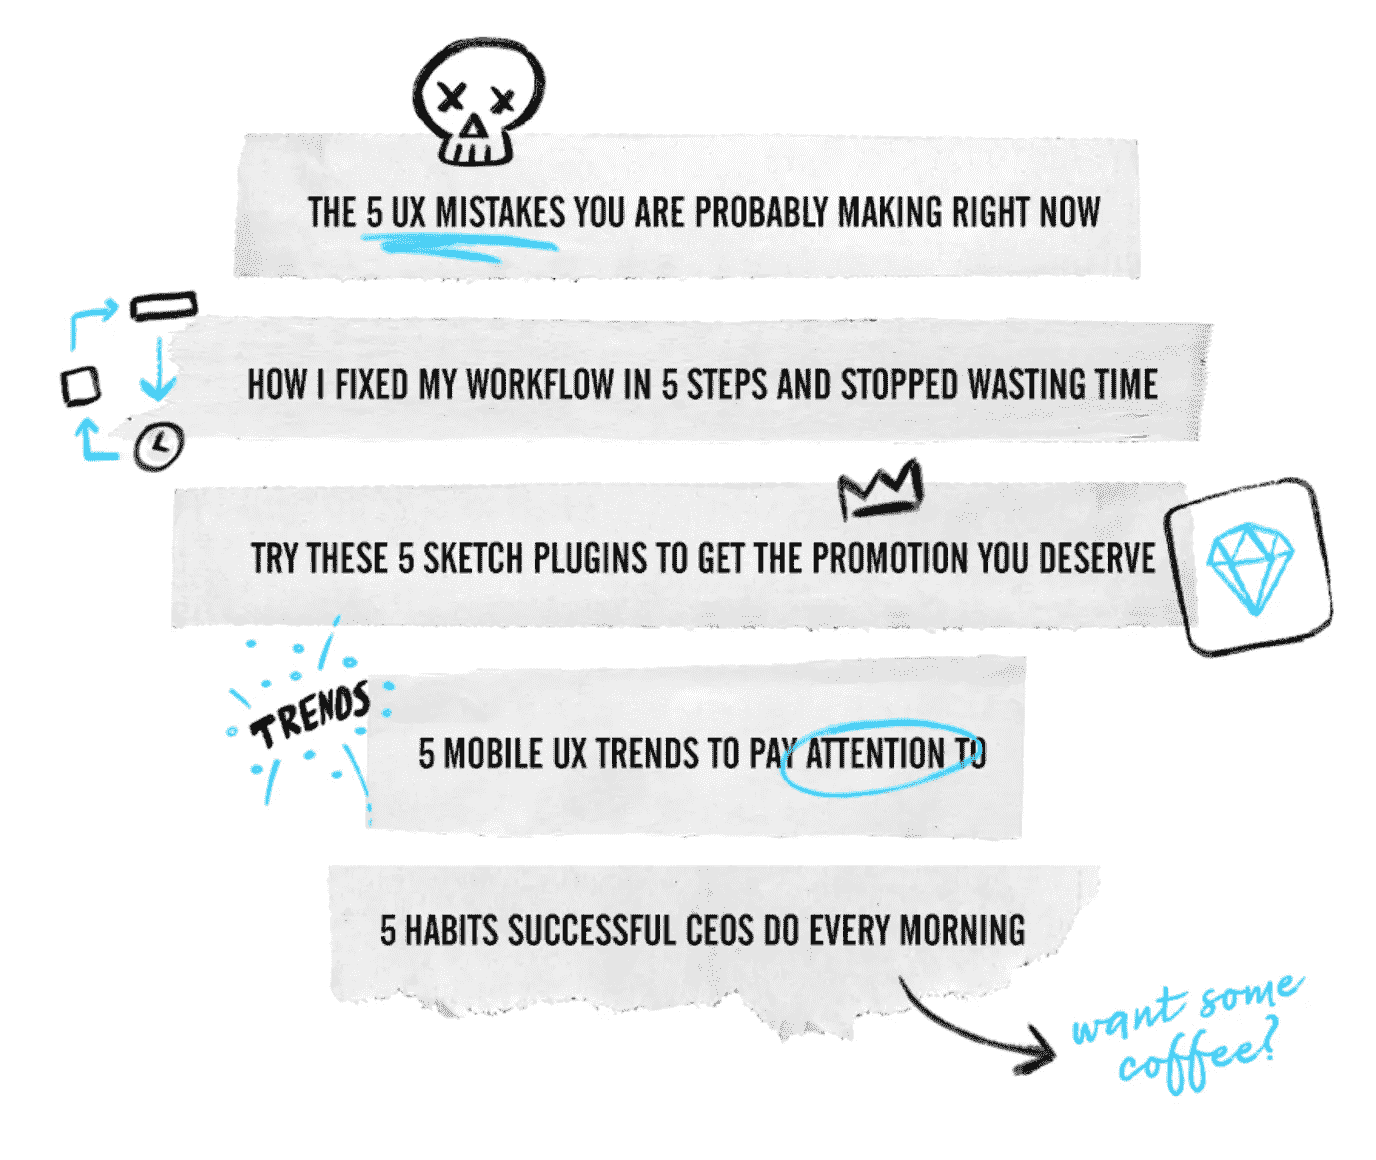 THE 5 UX MISTAKES YOU ARE PROBABLY MAKING RIGHT NOW
HOW I FIXED MY WORKFLOW IN 5 STEPS AND STOPPED WASTING TIME
TRY THESE 5 SKETCH PLUGINS TO GET THE PROMOTION YOU DESERVE
TRENDS
5 MOBILE UX TRENDS TO PAY ATTENTION TO
5 HABITS SUCCESSFUL CEOS DO EVERY MORNING
want some
coffee?